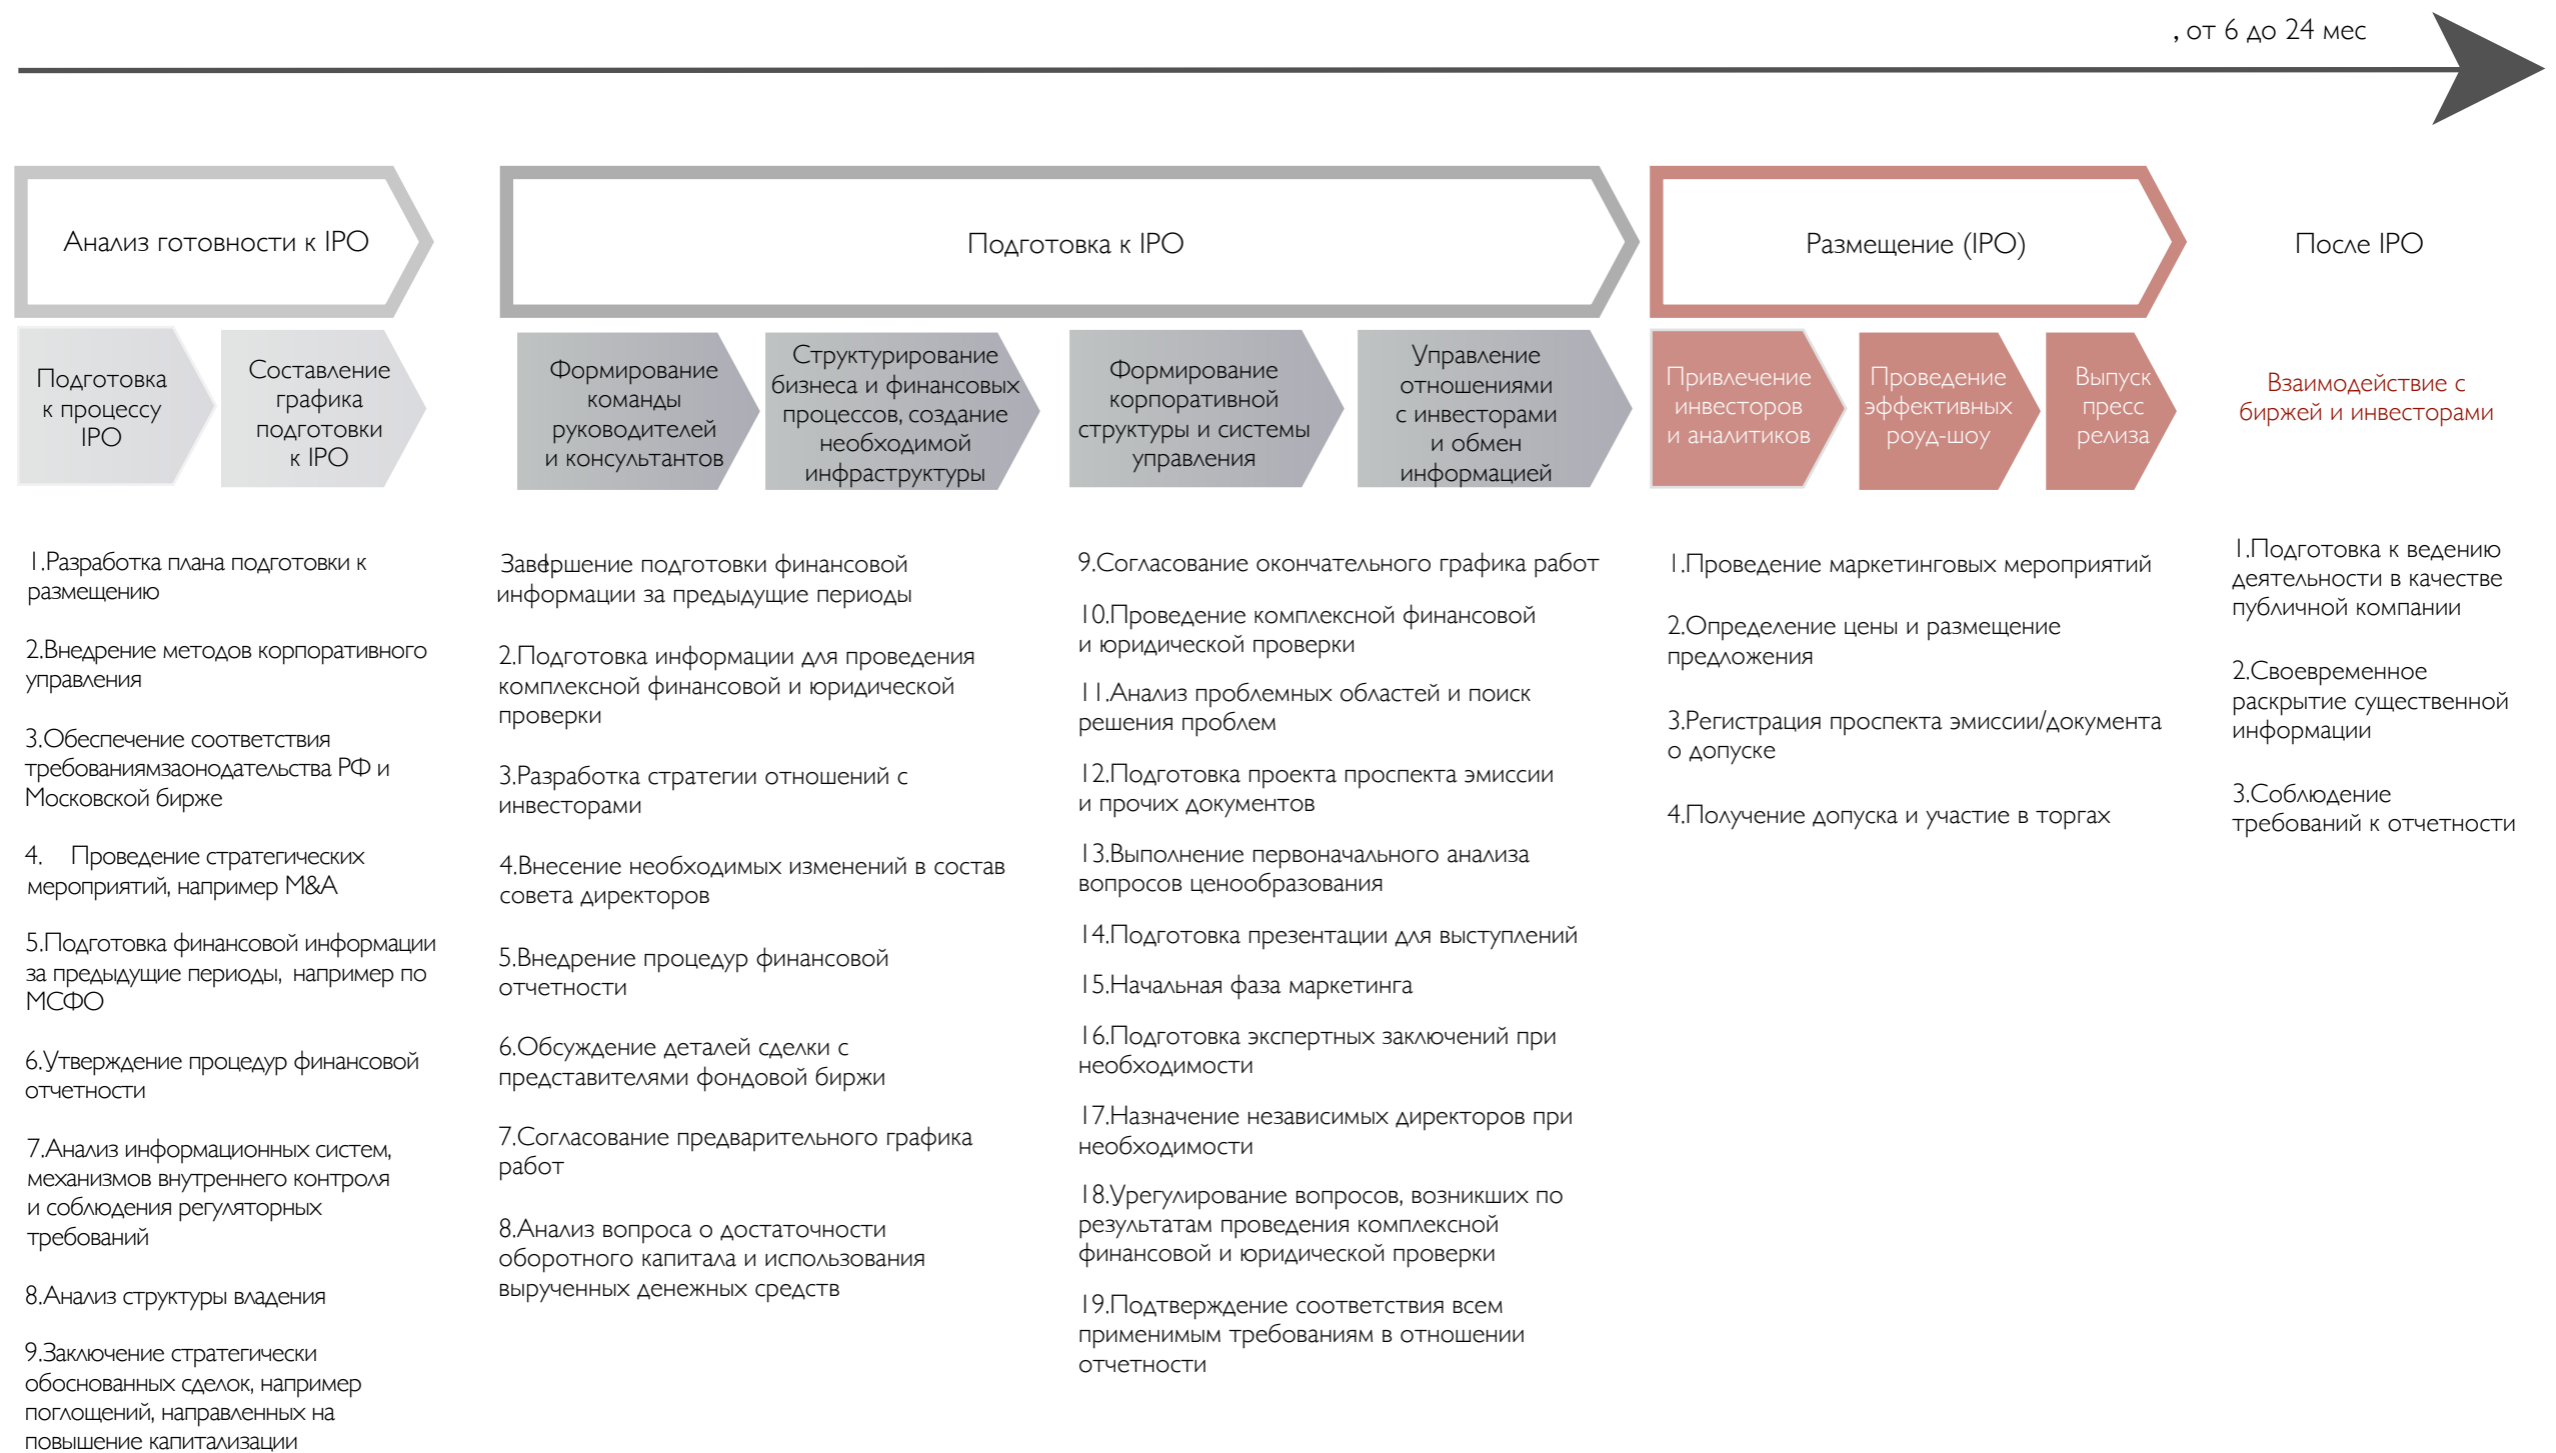 , от 6 до 24 мес
Анализ готовности к IPO
Подготовка к IPO
Размещение (IPO)
После IPO
Подготовка
к процессу
IPO
Составление
графика
подготовки
к IPO
Формирование
команды
руководителей
и консультантов
Структурирование
бизнеса и финансовых
процессов, создание
необходимой
инфраструктуры
Формирование
корпоративной
структуры и системы
управления
Управление
отношениями
с инвесторами
и обмен
информацией
Привлечение
инвесторов
и аналитиков
Проведение
эффективных
роуд-шоу
Выпуск
пресс
релиза
Взаимодействие с
биржей и инвесторами
1.Разработка плана подготовки к
размещению
2.Внедрение методов корпоративного
управления
3.Обеспечение соответствия
требованиямзаонодательства РФ и
Московской бирже
4. Проведение стратегических
мероприятий, например M&A
5.Подготовка финансовой информации
за предыдущие периоды, например по
МСФО
6.Утверждение процедур финансовой
отчетности
7.Анализ информационных систем,
механизмов внутреннего контроля
и соблюдения регуляторных
требований
8.Анализ структуры владения
9.Заключение стратегически
обоснованных сделок, например
поглощений, направленных на
повышение капитализации
Завершение подготовки финансовой
информации за предыдущие периоды
2.Подготовка информации для проведения
комплексной финансовой и юридической
проверки
3.Разработка стратегии отношений с
инвесторами
4.Внесение необходимых изменений в состав
совета директоров
5.Внедрение процедур финансовой
отчетности
6.Обсуждение деталей сделки с
представителями фондовой биржи
7.Согласование предварительного графика
работ
8.Анализ вопроса о достаточности
оборотного капитала и использования
вырученных денежных средств
9.Согласование окончательного графика работ
10.Проведение комплексной финансовой
и юридической проверки
11.Анализ проблемных областей и поиск
решения проблем
12.Подготовка проекта проспекта эмиссии
и прочих документов
13.Выполнение первоначального анализа
вопросов ценообразования
14.Подготовка презентации для выступлений
15.Начальная фаза маркетинга
16.Подготовка экспертных заключений при
необходимости
17.Назначение независимых директоров при
необходимости
18.Урегулирование вопросов, возникших по
результатам проведения комплексной
финансовой и юридической проверки
19.Подтверждение соответствия всем
применимым требованиям в отношении
отчетности
1.Проведение маркетинговых мероприятий
2.Определение цены и размещение
предложения
3.Регистрация проспекта эмиссии/документа
о допуске
4.Получение допуска и участие в торгах
1.Подготовка к ведению
деятельности в качестве
публичной компании
2.Своевременное
раскрытие существенной
информации
3.Соблюдение
требований к отчетности